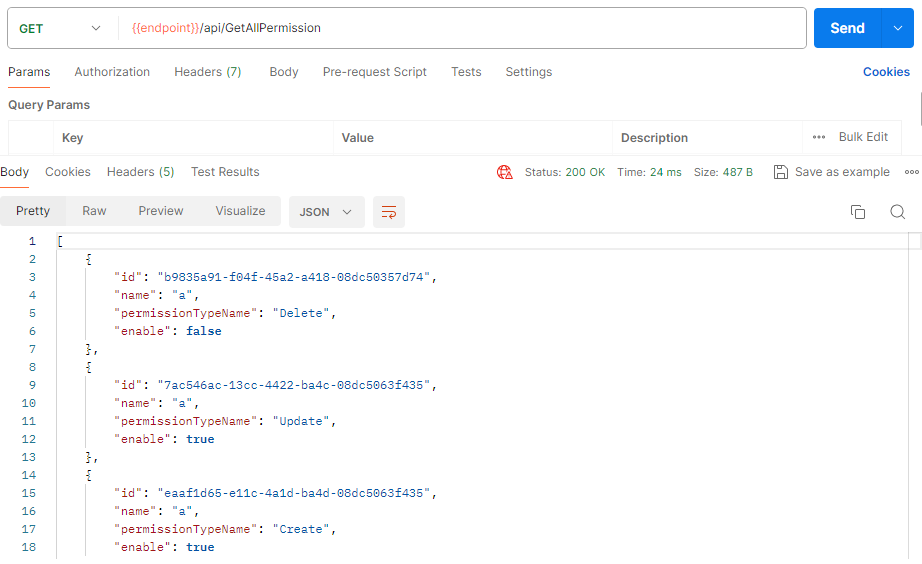 GET {{endpoint}}/api/GetAllPermission Send
Params Authorization Headers (7) Body Pre-request Script Tests Settings Cookies
Query Params
Key Value Description ••• Bulk Edit
Body Cookies Headers (5) Test Results Status: 200 OK Time: 24 ms Size: 487 B Save as example
Pretty Raw Preview Visualize JSON
1 [
2 {
3 "id": "b9835a91-f04f-45a2-a418-08dc50357d74",
4 "name": "a",
5 "permissionTypeName": "Delete",
6 "enable": false
7 },
8 {
9 "id": "7ac546ac-13cc-4422-ba4c-08dc5063f435",
10 "name": "a",
11 "permissionTypeName": "Update",
12 "enable": true
13 },
14 {
15 "id": "eaaf1d65-e11c-4a1d-ba4d-08dc5063f435",
16 "name": "a",
17 "permissionTypeName": "Create",
18 "enable": true